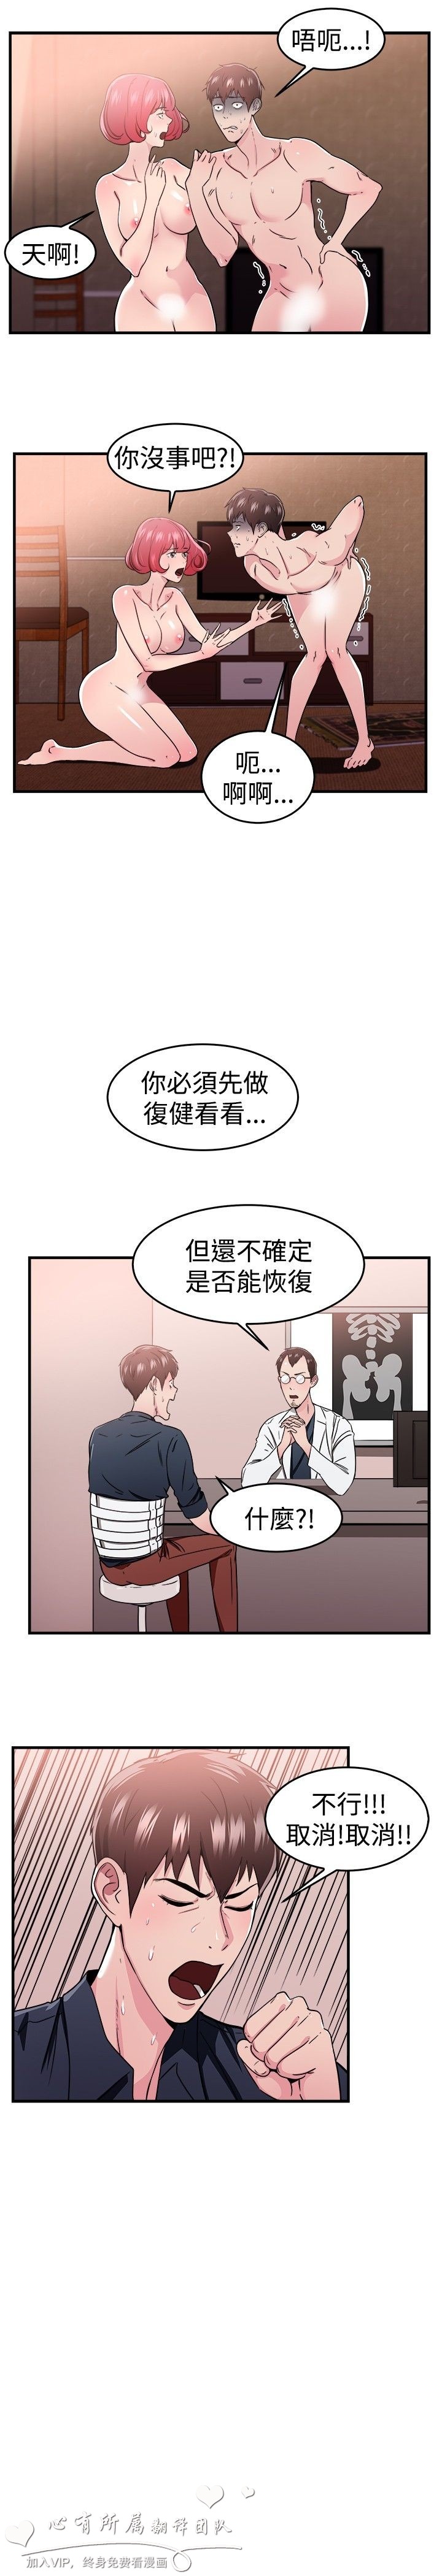 唔呃...!
天啊!
你沒事吧?!
呃...
啊啊...
你必須先做
復健看看...
但還不確定
是否能恢復
什麼?!
不行!!!
取消!取消!!
心有所属翻译团队
加入VIP，终身免费看漫画